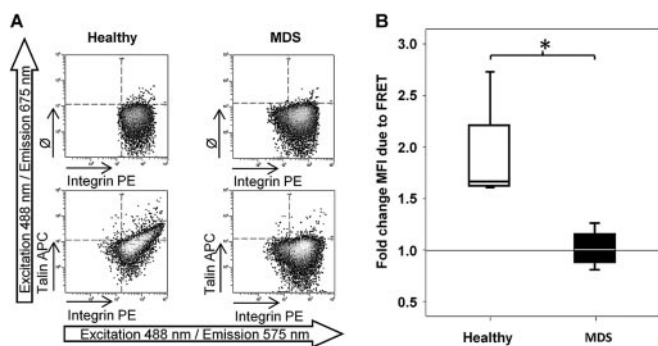 A
Healthy
MDS
Excitation 488 nm / Emission 675 nm
Ø
Integrin PE
Ø
Integrin PE
Talin APC
Integrin PE
Talin APC
Integrin PE
Excitation 488 nm / Emission 575 nm
B
Fold change MFI due to FRET
3.0
2.5
2.0
1.5
1.0
0.5
*
Healthy
MDS